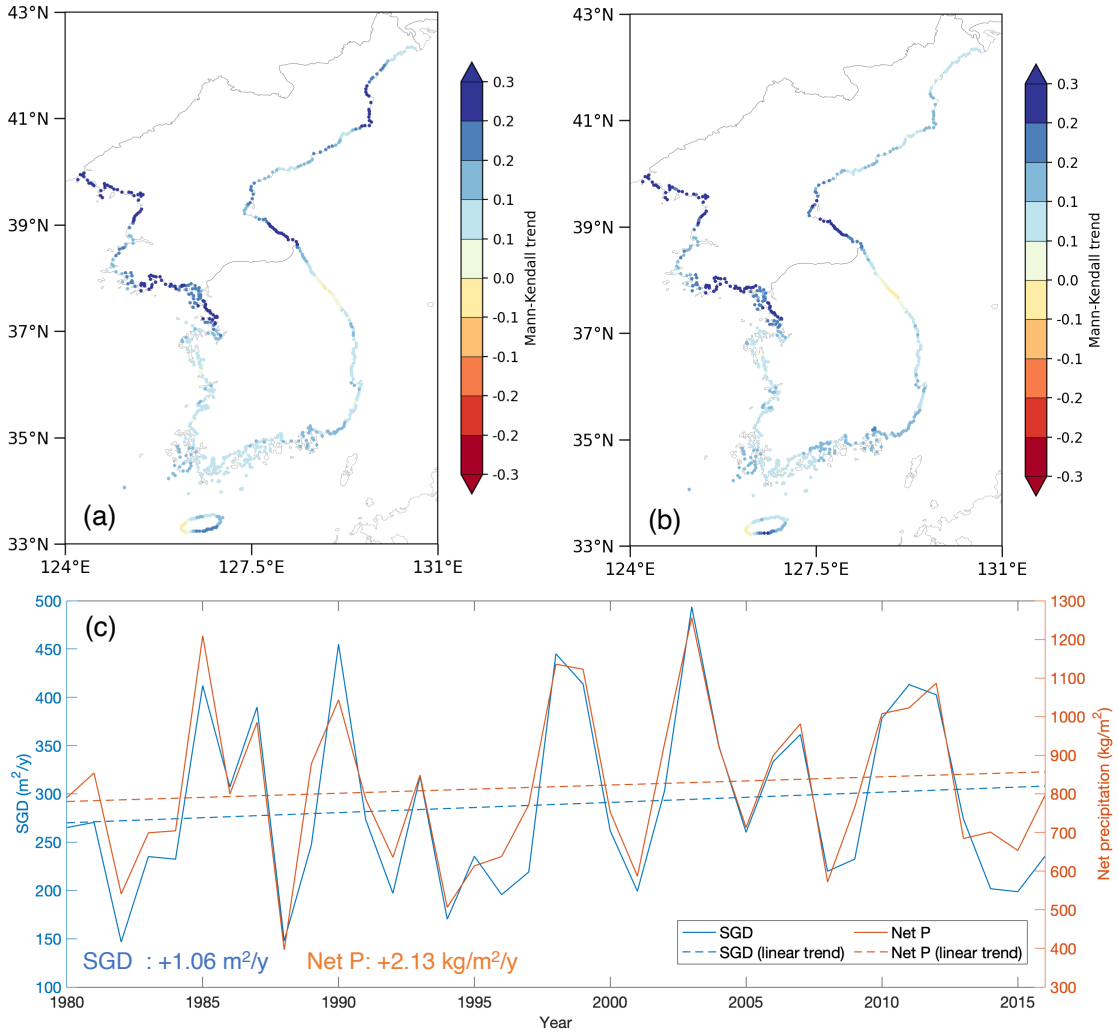 43°N
41°N
39°N
37°N
35°N
33°N
124°E
127.5°E
131°E
(a)
0.3
0.2
0.2
0.1
0.1
0.0
-0.1
-0.1
-0.2
-0.2
-0.3
Mann-Kendall trend
43°N
41°N
39°N
37°N
35°N
33°N
124°E
127.5°E
131°E
(b)
0.3
0.2
0.2
0.1
0.1
0.0
-0.1
-0.1
-0.2
-0.2
-0.3
Mann-Kendall trend
(c)
500
450
400
350
300
250
200
150
100
SGD (m²/y)
1300
1200
1100
1000
900
800
700
600
500
400
300
Net precipitation (kg/m²)
SGD : +1.06 m²/y
Net P: +2.13 kg/m²/y
SGD
Net P
SGD (linear trend)
Net P (linear trend)
1980
1985
1990
1995
2000
2005
2010
2015
Year